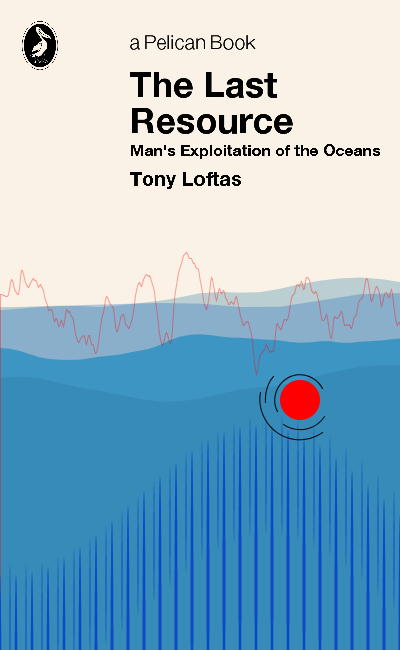 a Pelican Book
The Last
Resource
Man's Exploitation of the Oceans
Tony Loftas